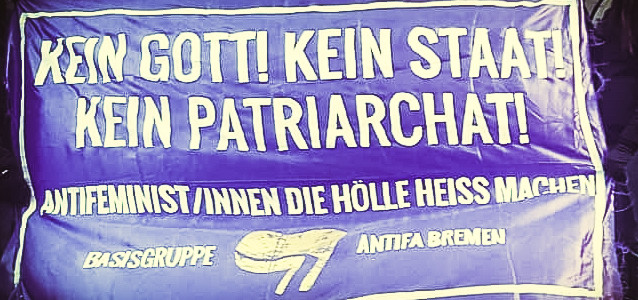 KEIN GOTT! KEIN STAAT!
KEIN PATRIARCHAT!
ANTIFEMINIST/INNEN DIE HÖLLE HEISS MACHEN
BASISGRUPPE ANTIFA BREMEN